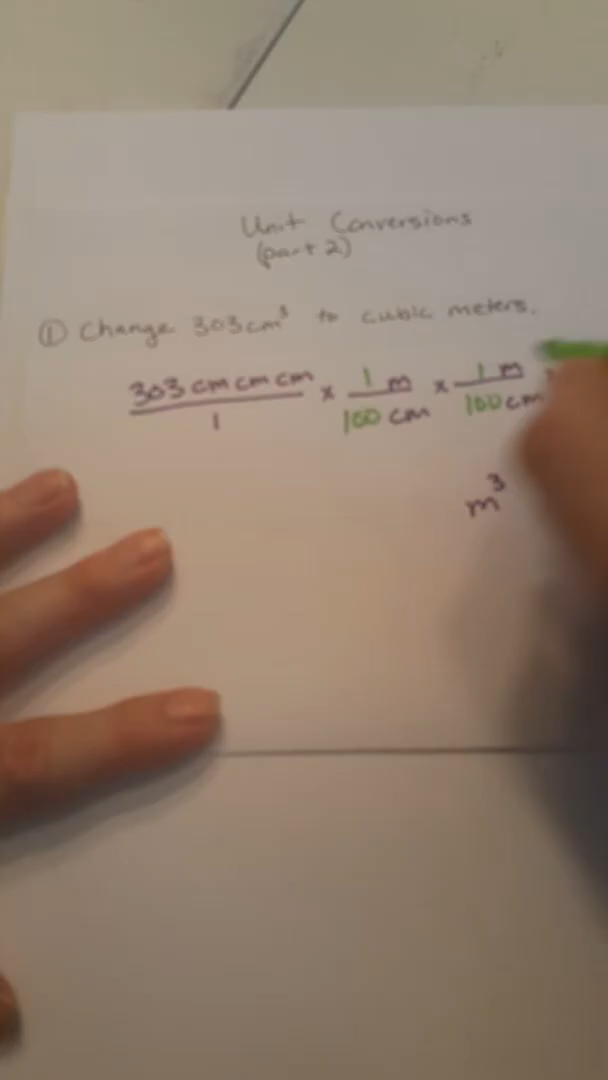 Unit Conversions
(part 2)
① Change 303cm³ to cubic meters.
303 cm cm cm × 1 m × 1 m
1 100 cm 100 cm
m³